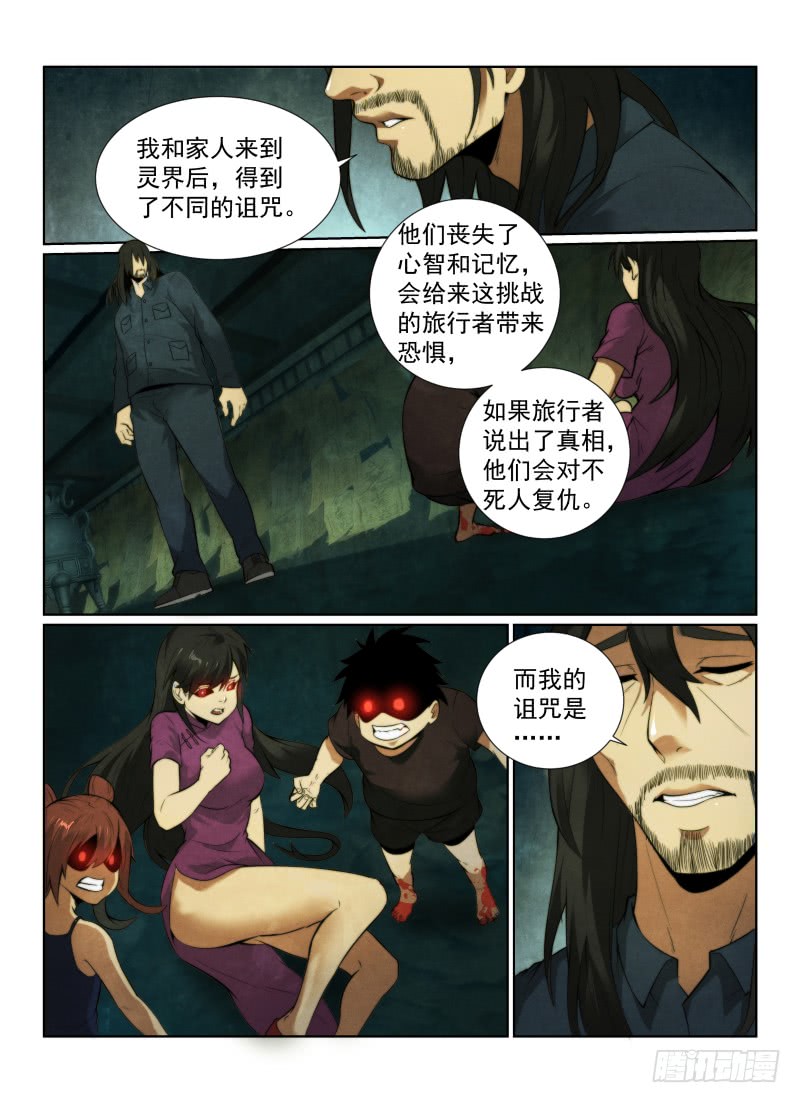 我和家人来到
灵界后，得到
了不同的诅咒。
他们丧失了
心智和记忆，
会给来这挑战
的旅行者带来
恐惧，
如果旅行者
说出了真相，
他们会对不
死人复仇。
而我的
诅咒是
……
腾讯动漫